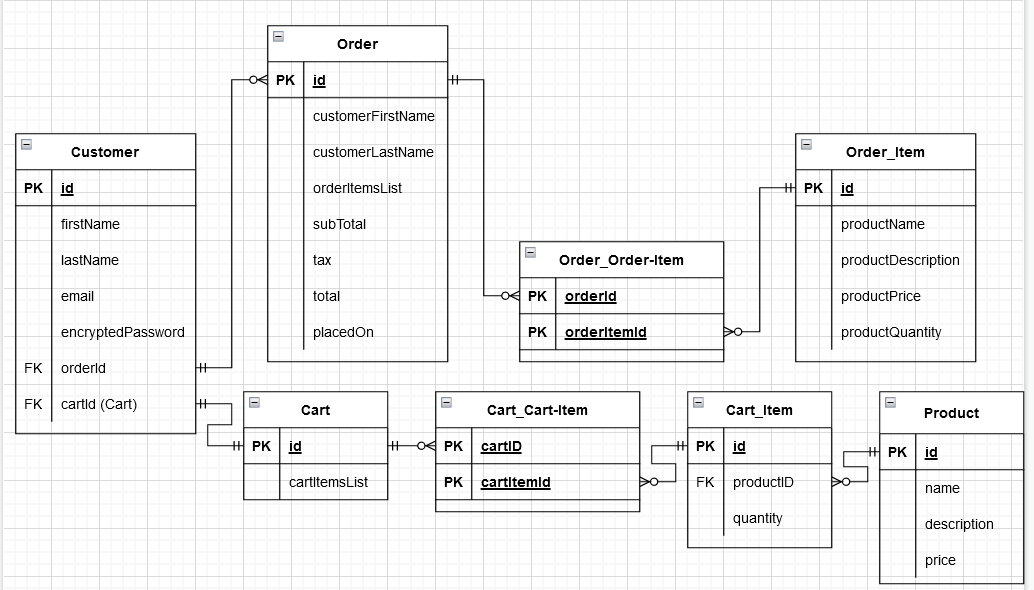 Order
PK id
customerFirstName
customerLastName
orderItemsList
subTotal
tax
total
placedOn
Customer
PK id
firstName
lastName
email
encryptedPassword
FK orderId
FK cartId (Cart)
Order_Item
PK id
productName
productDescription
productPrice
productQuantity
Order_Order-Item
PK orderId
PK orderItemId
Cart
PK id
cartItemsList
Cart_Cart-Item
PK cartID
PK cartItemId
Cart_Item
PK id
FK productID
quantity
Product
PK id
name
description
price